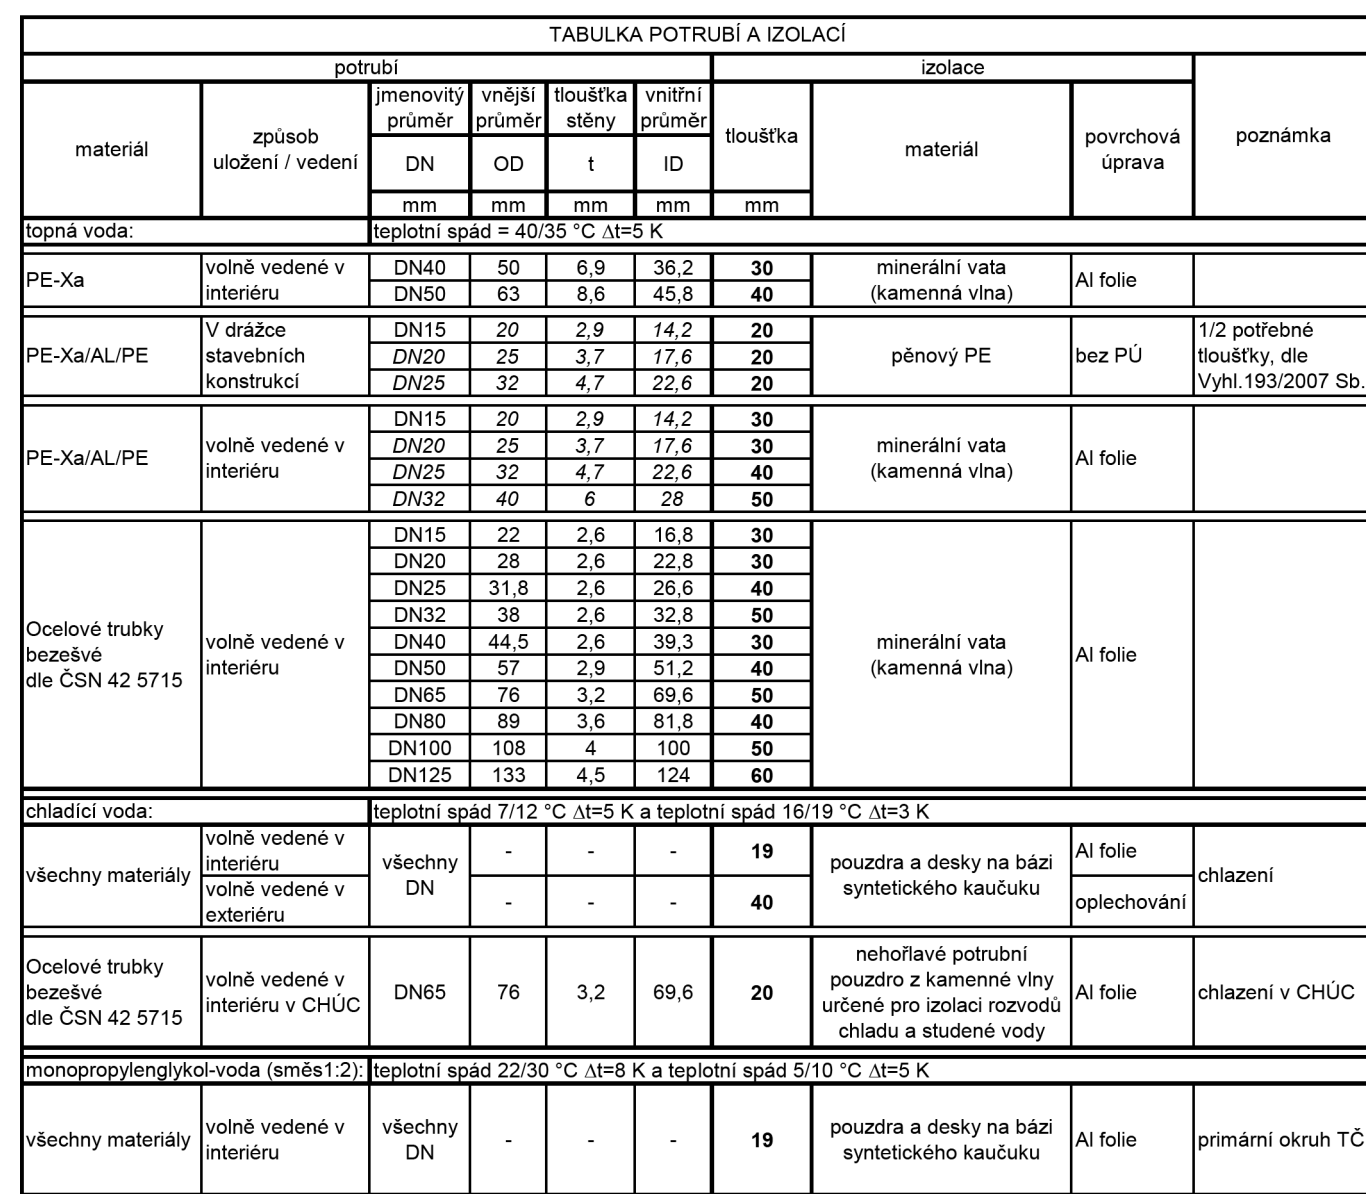 TABULKA POTRUBÍ A IZOLACÍ
potrubí izolace
materiál způsob uložení / vedení jmenovitý průměr vnější průměr tloušťka stěny vnitřní průměr tloušťka materiál povrchová úprava poznámka
DN OD t ID
mm mm mm mm mm
topná voda: teplotní spád = 40/35 °C Δt=5 K
PE-Xa volně vedené v interiéru DN40 50 6,9 36,2 30 minerální vata (kamenná vlna) Al folie
DN50 63 8,6 45,8 40
PE-Xa/AL/PE V drážce stavebních konstrukcí DN15 20 2,9 14,2 20 pěnový PE bez PÚ 1/2 potřebné tloušťky, dle Vyhl.193/2007 Sb.
DN20 25 3,7 17,6 20
DN25 32 4,7 22,6 20
PE-Xa/AL/PE volně vedené v interiéru DN15 20 2,9 14,2 30 minerální vata (kamenná vlna) Al folie
DN20 25 3,7 17,6 30
DN25 32 4,7 22,6 40
DN32 40 6 28 50
Ocelové trubky bezešvé dle ČSN 42 5715 volně vedené v interiéru DN15 22 2,6 16,8 30 minerální vata (kamenná vlna) Al folie
DN20 28 2,6 22,8 30
DN25 31,8 2,6 26,6 40
DN32 38 2,6 32,8 50
DN40 44,5 2,6 39,3 30
DN50 57 2,9 51,2 40
DN65 76 3,2 69,6 50
DN80 89 3,6 81,8 40
DN100 108 4 100 50
DN125 133 4,5 124 60
chladící voda: teplotní spád 7/12 °C Δt=5 K a teplotní spád 16/19 °C Δt=3 K
všechny materiály volně vedené v interiéru všechny DN - - - 19 pouzdra a desky na bázi syntetického kaučuku Al folie chlazení
volně vedené v exteriéru - - - 40 oplechování
Ocelové trubky bezešvé dle ČSN 42 5715 volně vedené v interiéru v CHÚC DN65 76 3,2 69,6 20 nehořlavé potrubní pouzdro z kamenné vlny určené pro izolaci rozvodů chladu a studené vody Al folie chlazení v CHÚC
monopropylenglykol-voda (směs1:2): teplotní spád 22/30 °C Δt=8 K a teplotní spád 5/10 °C Δt=5 K
všechny materiály volně vedené v interiéru všechny DN - - - 19 pouzdra a desky na bázi syntetického kaučuku Al folie primární okruh TČ